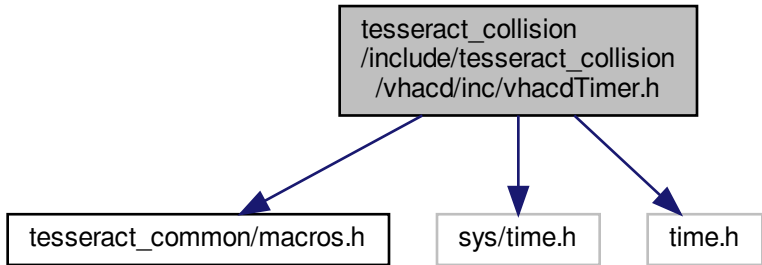 tesseract_collision
/include/tesseract_collision
/vhacd/inc/vhacdTimer.h
tesseract_common/macros.h
sys/time.h
time.h